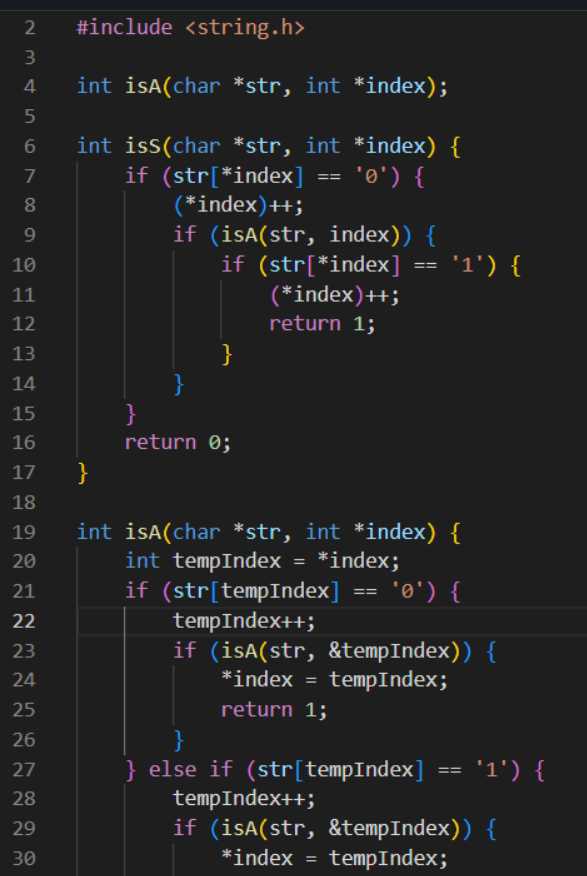 2 #include <string.h>
3
4 int isA(char *str, int *index);
5
6 int isS(char *str, int *index) {
7     if (str[*index] == '0') {
8         (*index)++;
9         if (isA(str, index)) {
10             if (str[*index] == '1') {
11                 (*index)++;
12                 return 1;
13             }
14         }
15     }
16     return 0;
17 }
18
19 int isA(char *str, int *index) {
20     int tempIndex = *index;
21     if (str[tempIndex] == '0') {
22         tempIndex++;
23         if (isA(str, &tempIndex)) {
24             *index = tempIndex;
25             return 1;
26         }
27     } else if (str[tempIndex] == '1') {
28         tempIndex++;
29         if (isA(str, &tempIndex)) {
30             *index = tempIndex;